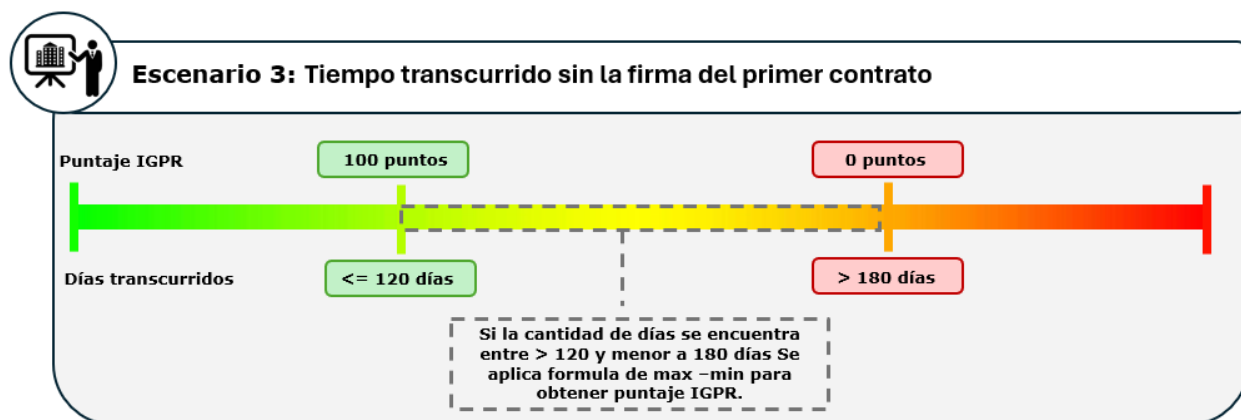 Escenario 3: Tiempo transcurrido sin la firma del primer contrato
Puntaje IGPR
100 puntos
0 puntos
Días transcurridos
<= 120 días
> 180 días
Si la cantidad de días se encuentra
entre > 120 y menor a 180 días Se
aplica formula de max –min para
obtener puntaje IGPR.